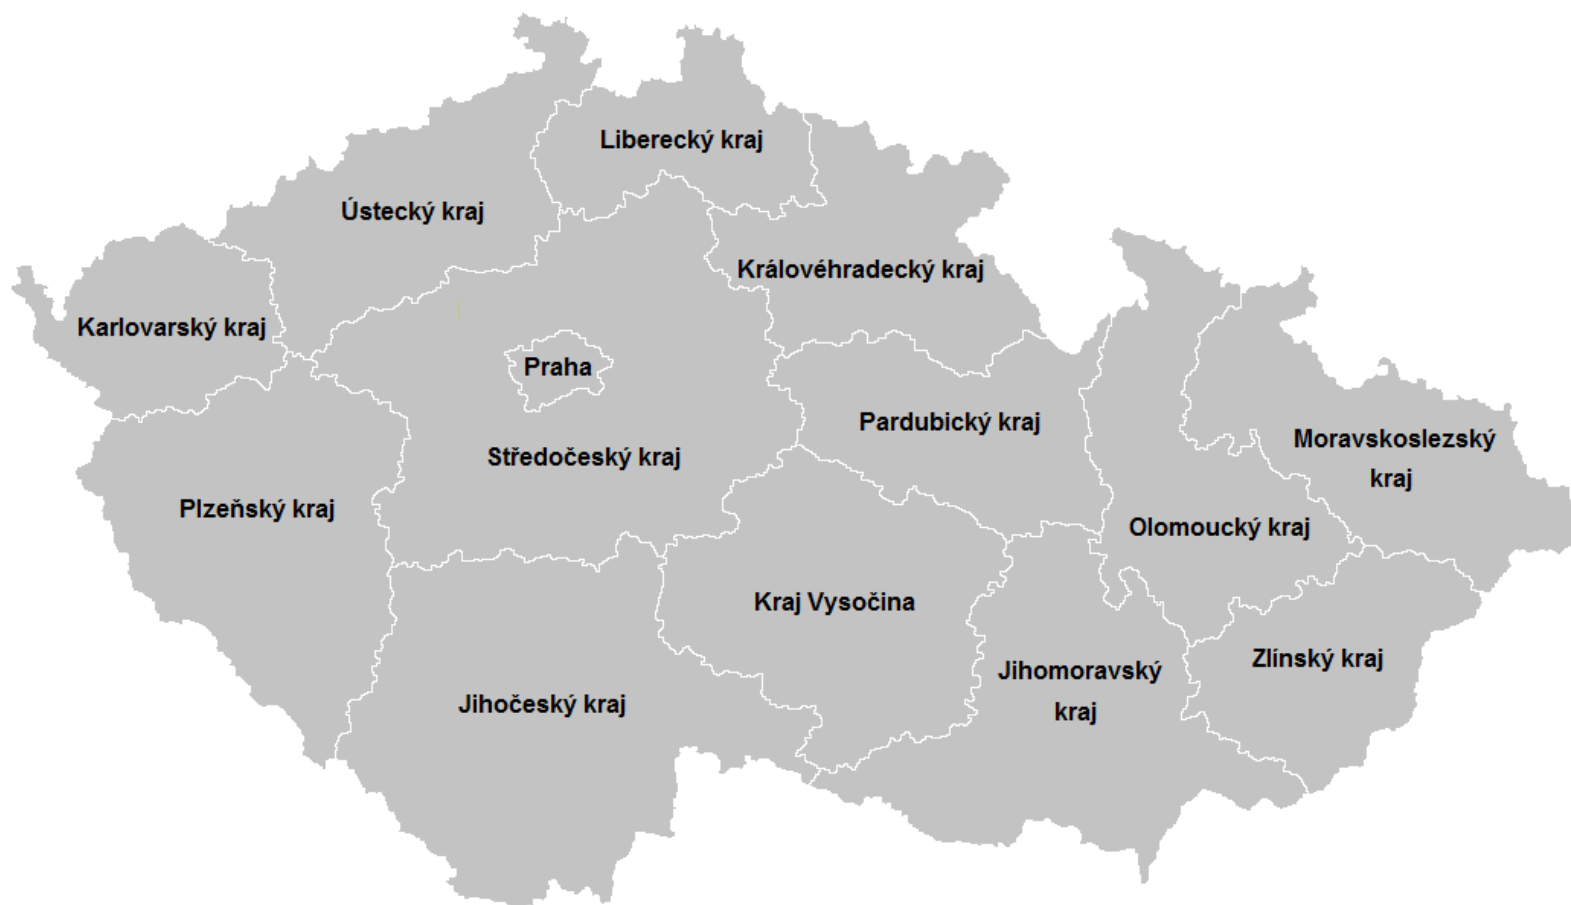 Liberecký kraj
Ústecký kraj
Královéhradecký kraj
Karlovarský kraj
Praha
Pardubický kraj
Moravskoslezský
kraj
Středočeský kraj
Plzeňský kraj
Olomoucký kraj
Kraj Vysočina
Zlínský kraj
Jihomoravský
kraj
Jihočeský kraj